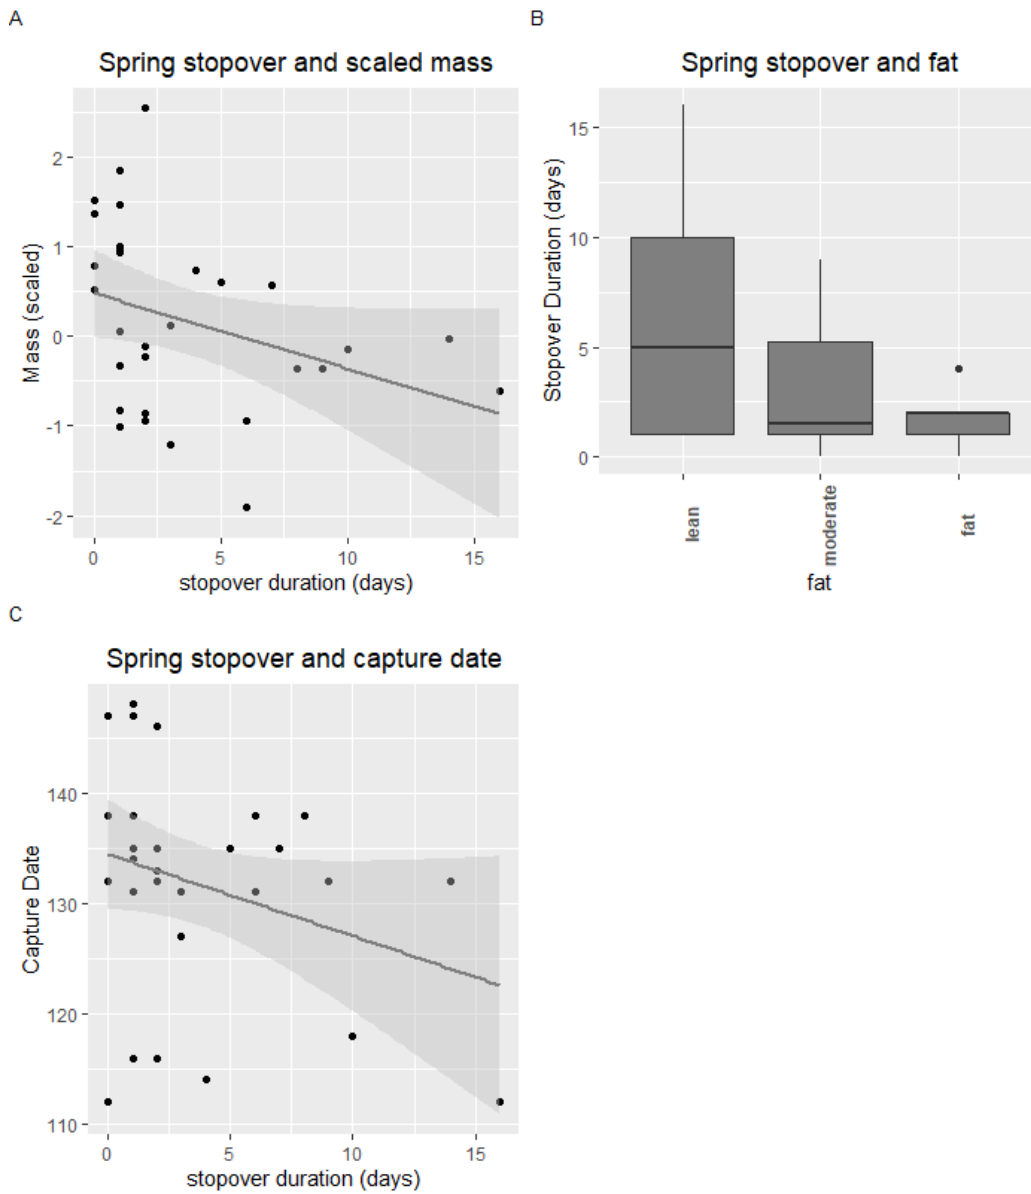 A
Spring stopover and scaled mass
Mass (scaled)
2
1
0
-1
-2
0 5 10 15
stopover duration (days)
B
Spring stopover and fat
Stopover Duration (days)
15
10
5
0
lean moderate fat
fat
C
Spring stopover and capture date
Capture Date
140
130
120
110
0 5 10 15
stopover duration (days)